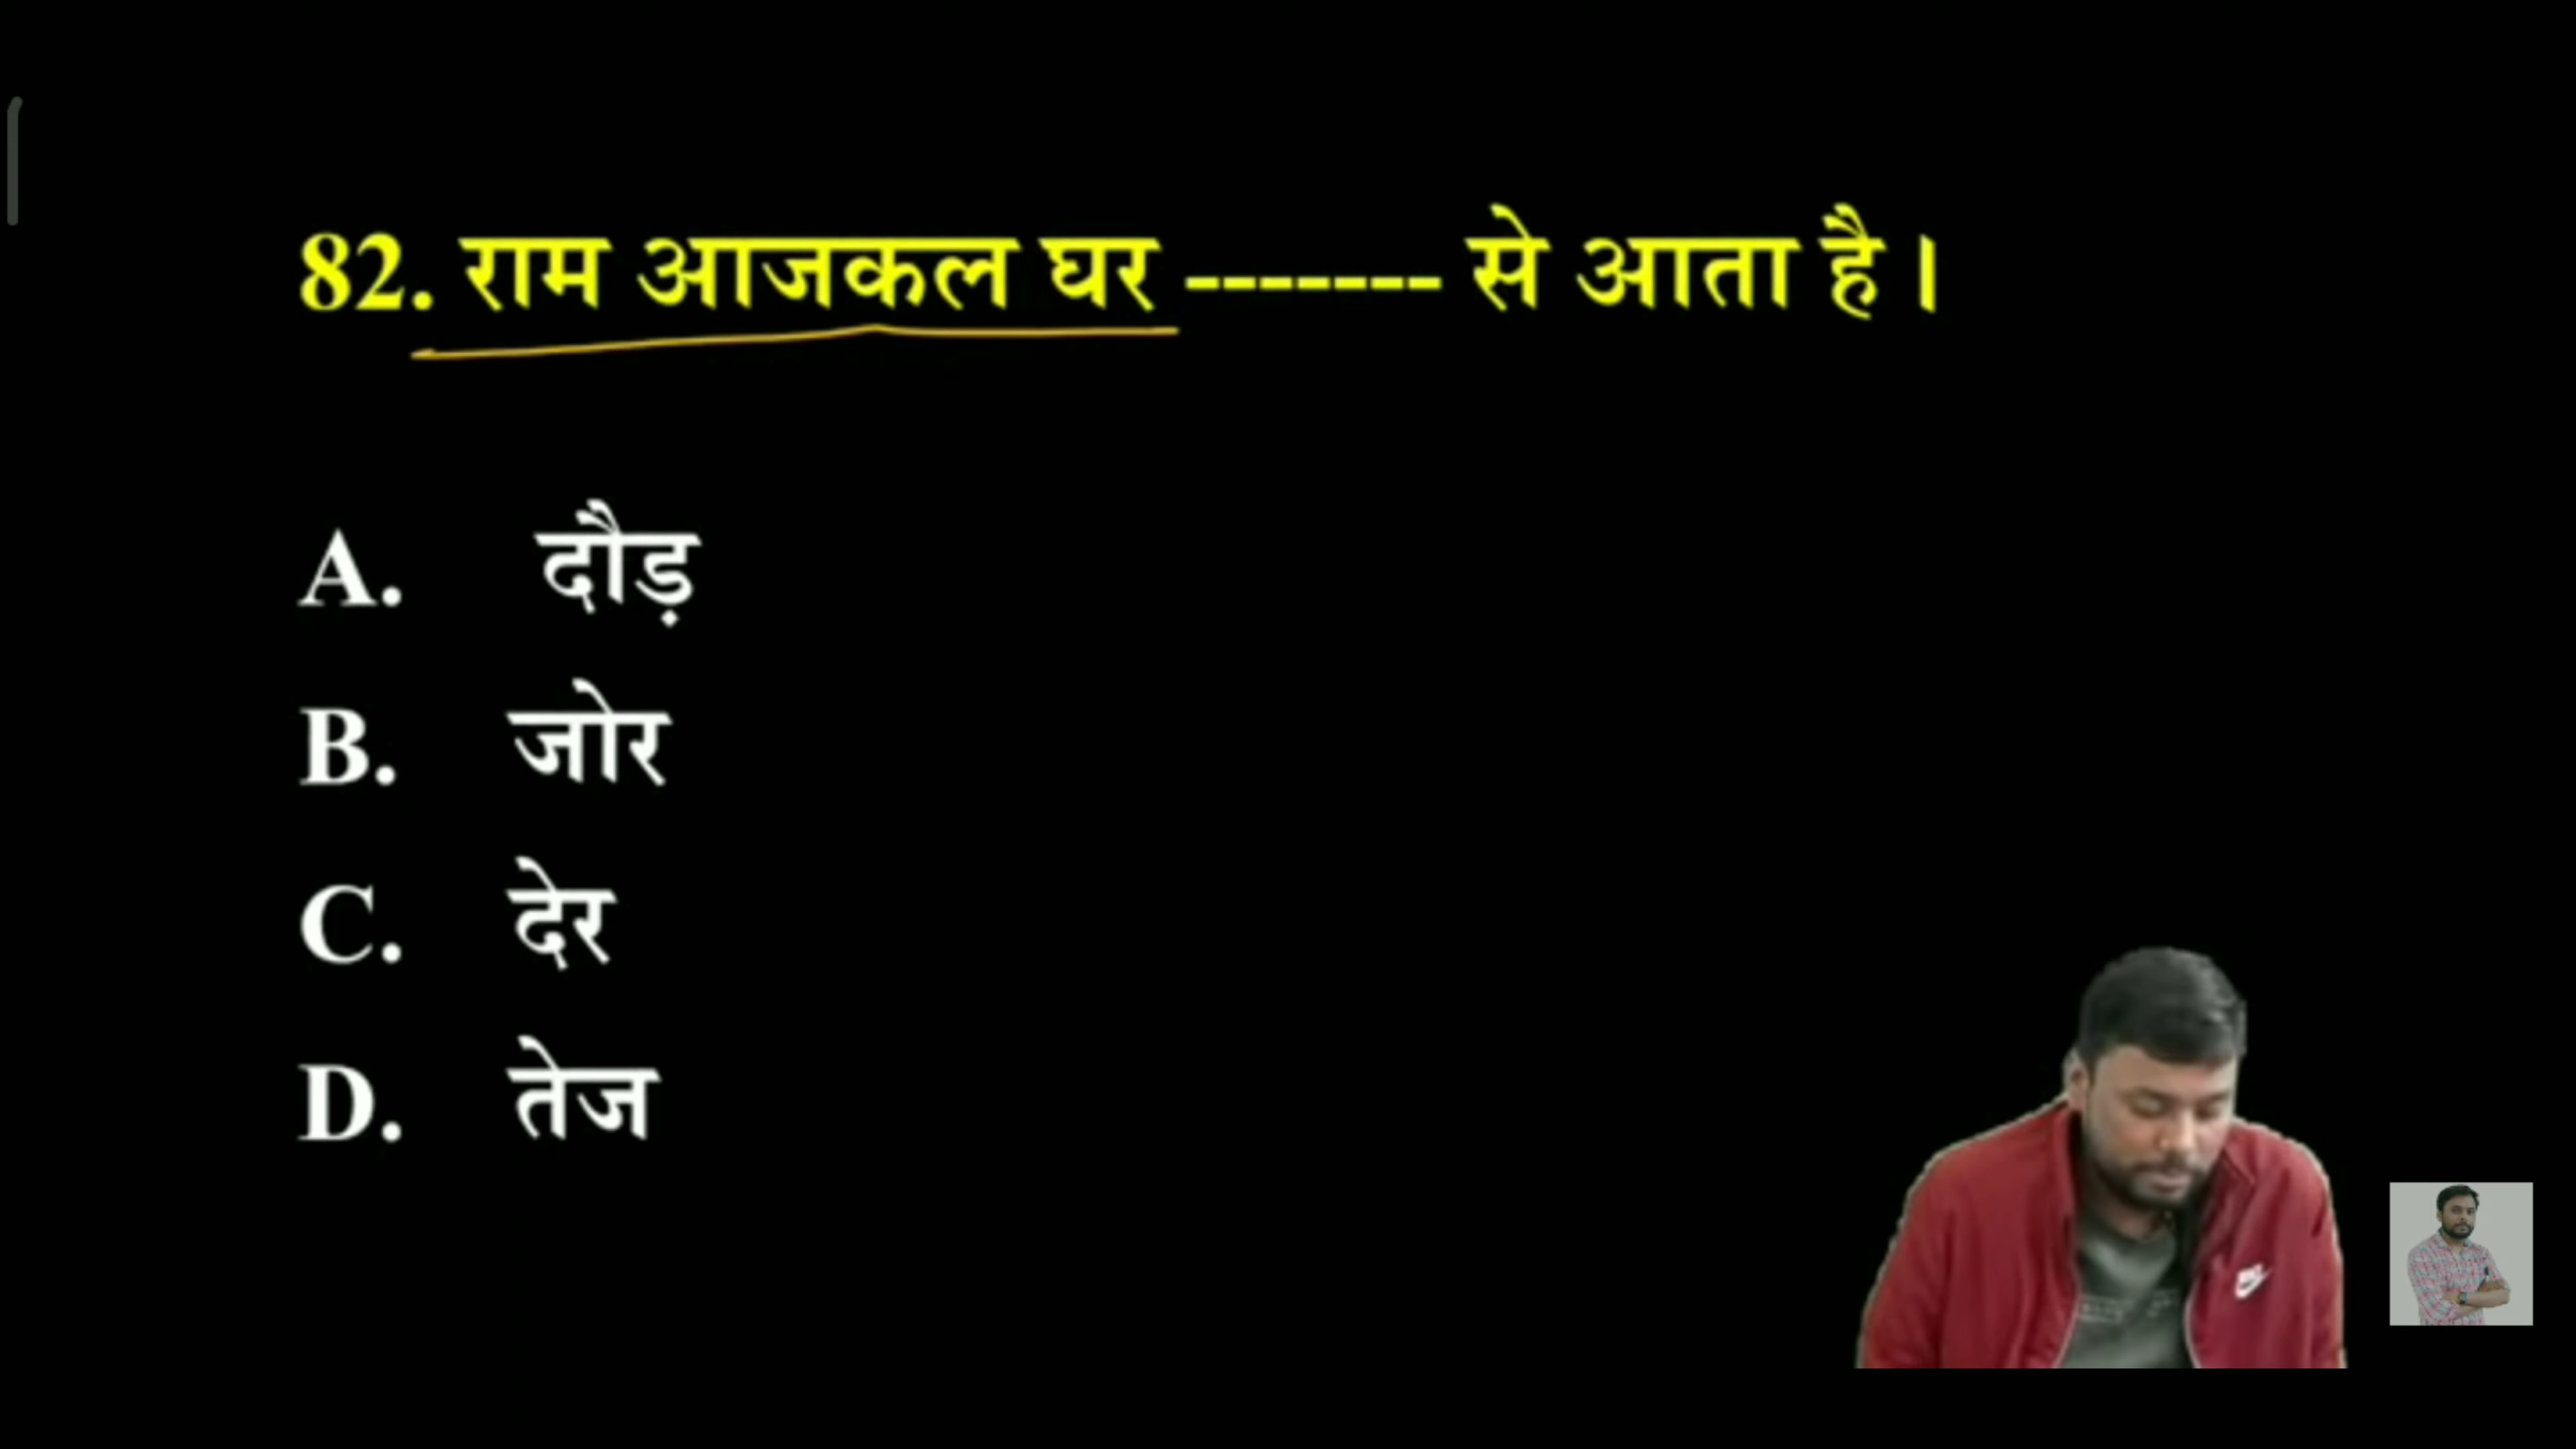 82. राम आजकल घर ------- से आता है।
A. दौड़
B. जोर
C. देर
D. तेज